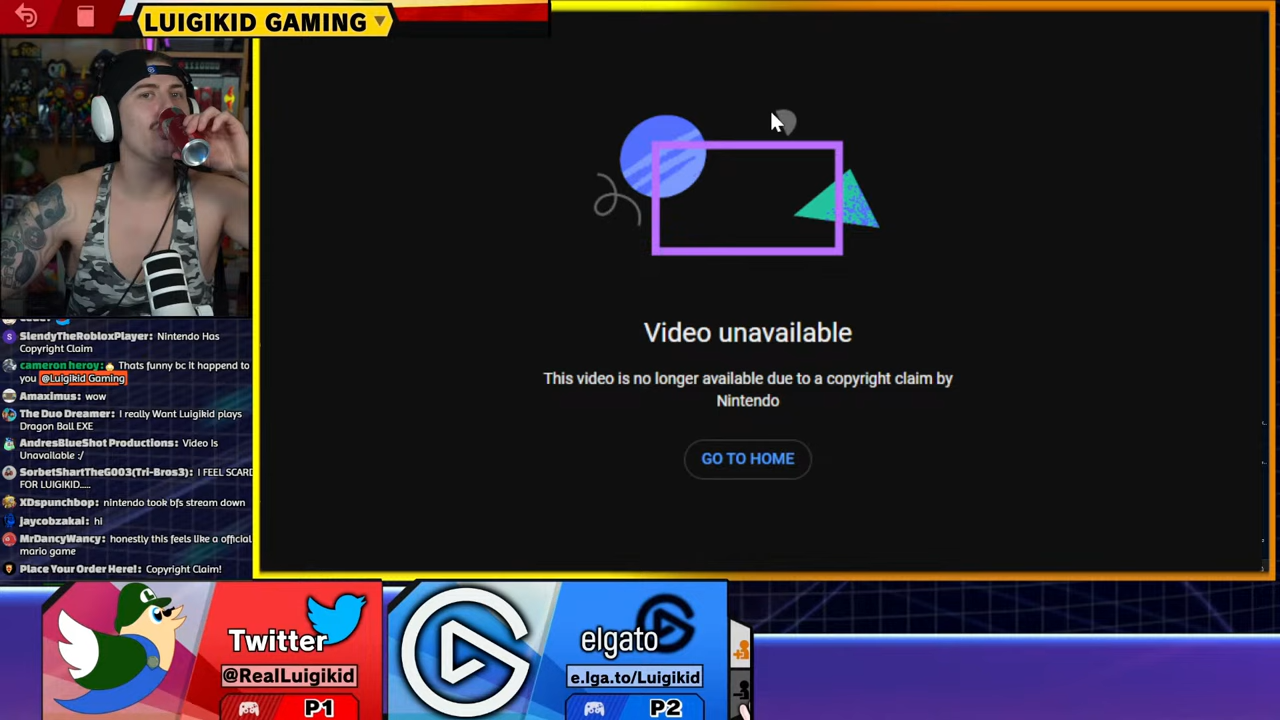 LUIGIKID GAMING
SlendyTheRobloxPlayer: Nintendo Has
Copyright Claim
cameron heroy: Thats funny bc it happend to
you @Luigikid Gaming
Amaximus: wow
The Duo Dreamer: I really Want Luigikid plays
Dragon Ball EXE
AndresBlueShot Productions: Video Is
Unavailable :/
SorbetShartTheG003(Tri-Bros3): I FEEL SCARD
FOR LUIGIKID.....
XDspunchbop: nintendo took bfs stream down
jaycobzakai: hi
MrDancyWancy: honestly this feels like a official
mario game
Place Your Order Here!: Copyright Claim!
Video unavailable
This video is no longer available due to a copyright claim by
Nintendo
GO TO HOME
Twitter
@RealLuigikid
P1
elgato
e.lga.to/Luigikid
P2